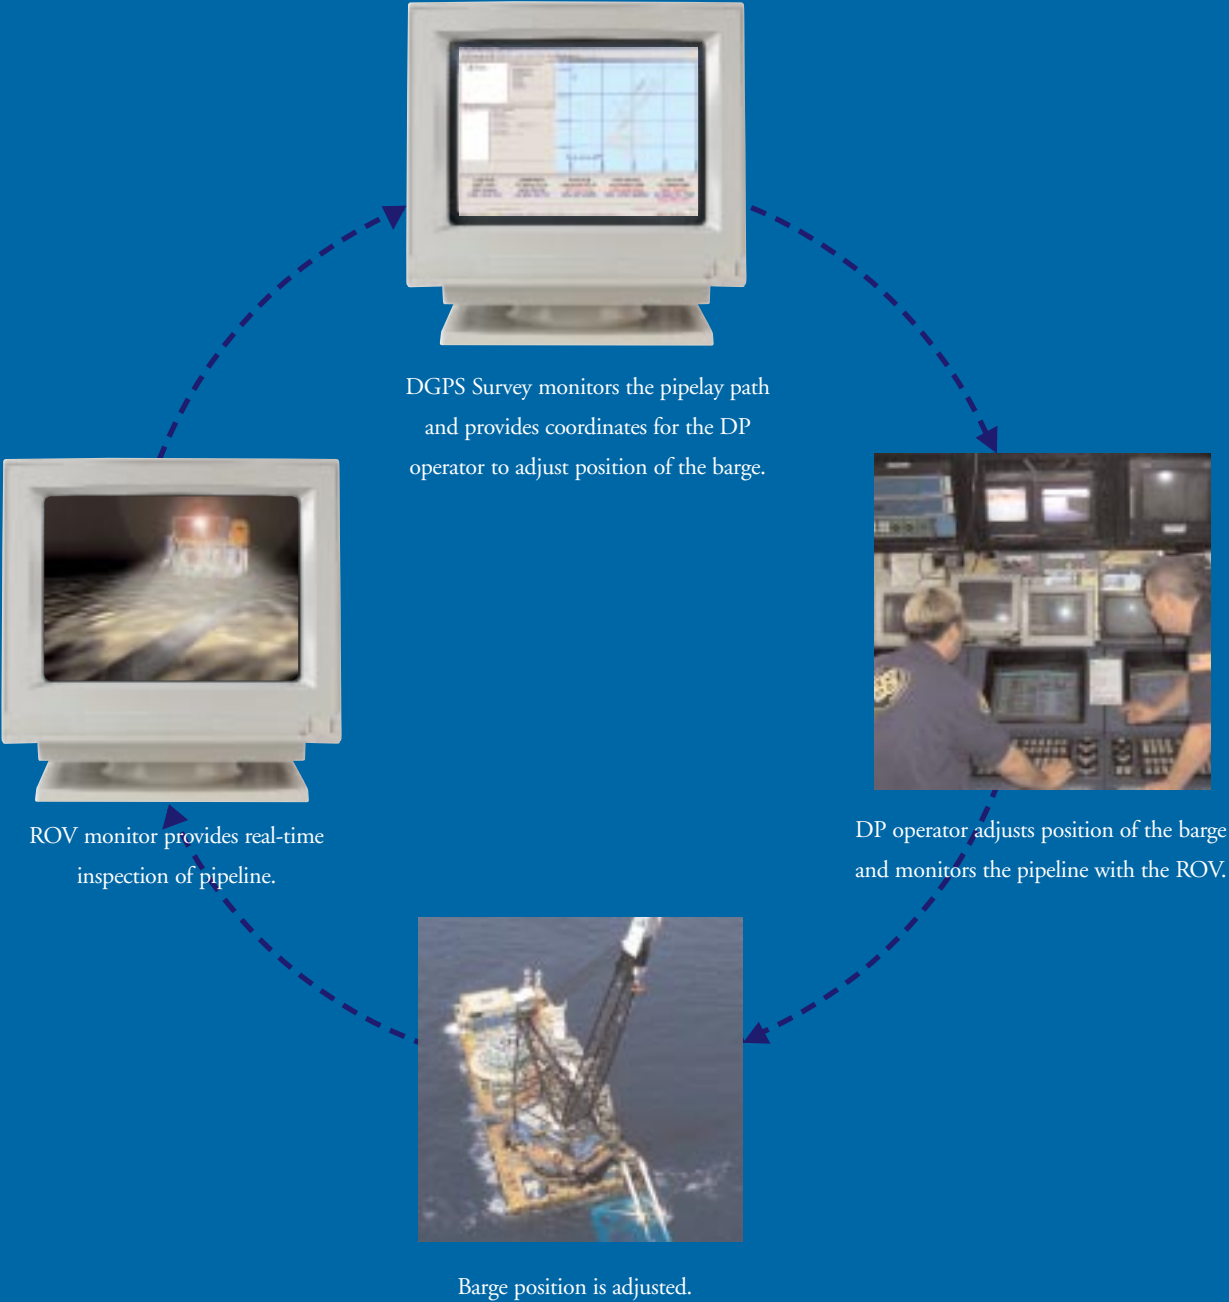 DGPS Survey monitors the pipelay path
and provides coordinates for the DP
operator to adjust position of the barge.
ROV monitor provides real-time
inspection of pipeline.
DP operator adjusts position of the barge
and monitors the pipeline with the ROV.
Barge position is adjusted.